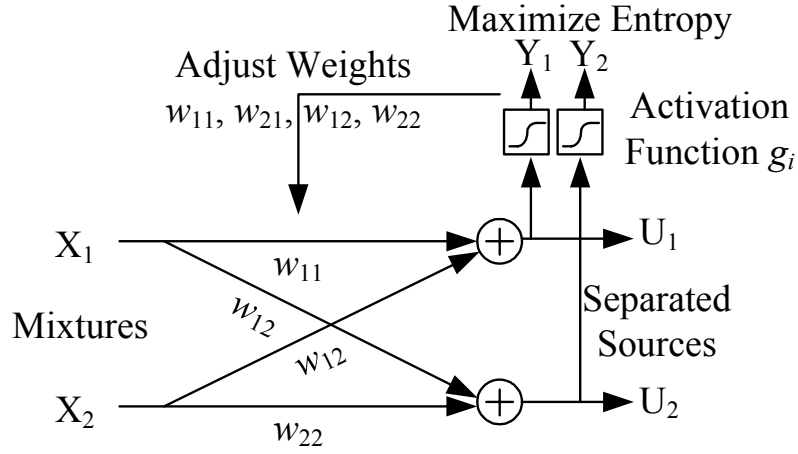 Maximize Entropy
Y1 Y2
Adjust Weights
w11, w21, w12, w22
Activation
Function gi
X1
U1
w11
Mixtures
w12
w12
Separated
Sources
X2
U2
w22